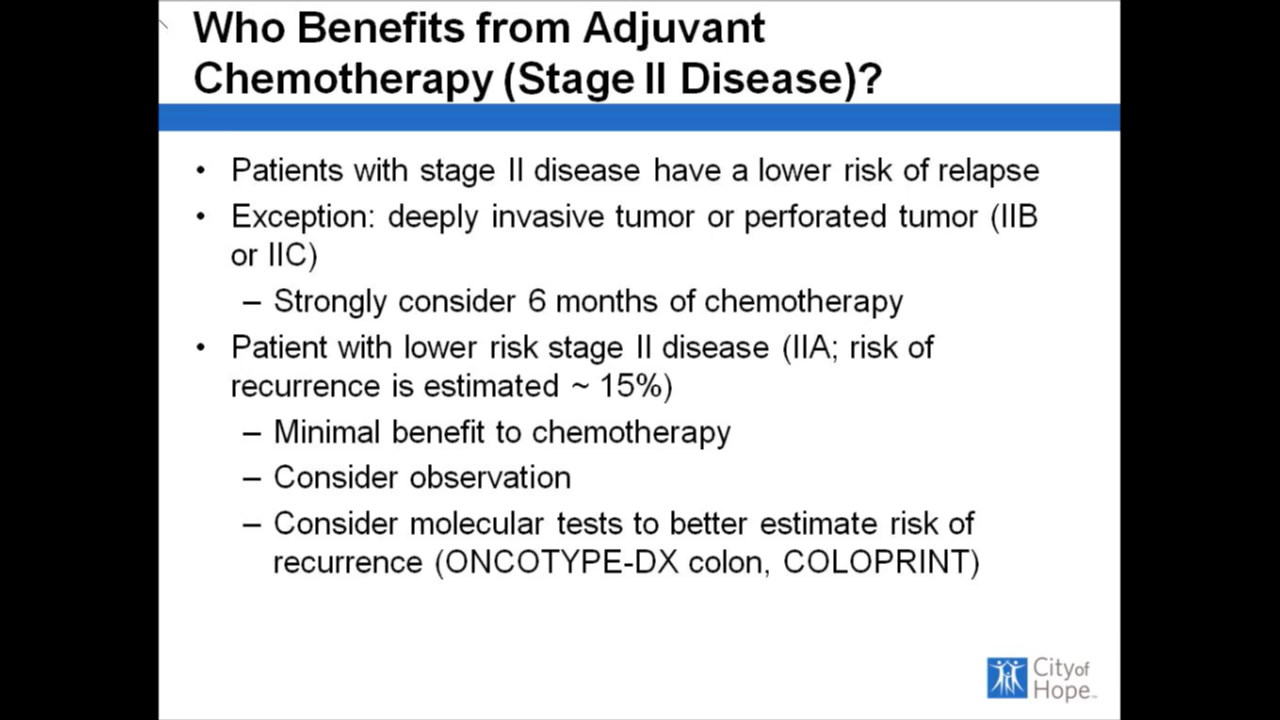 Who Benefits from Adjuvant
Chemotherapy (Stage II Disease)?
• Patients with stage II disease have a lower risk of relapse
• Exception: deeply invasive tumor or perforated tumor (IIB
or IIC)
– Strongly consider 6 months of chemotherapy
• Patient with lower risk stage II disease (IIA; risk of
recurrence is estimated ~ 15%)
– Minimal benefit to chemotherapy
– Consider observation
– Consider molecular tests to better estimate risk of
recurrence (ONCOTYPE-DX colon, COLOPRINT)
City of
Hope™